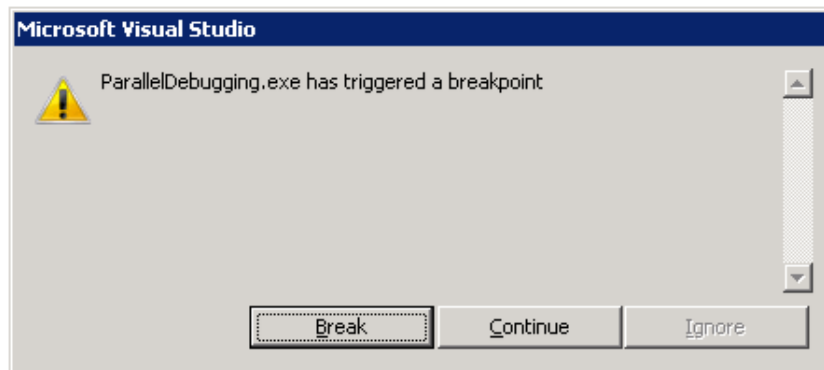 Microsoft Visual Studio
ParallelDebugging.exe has triggered a breakpoint
Break Continue Ignore